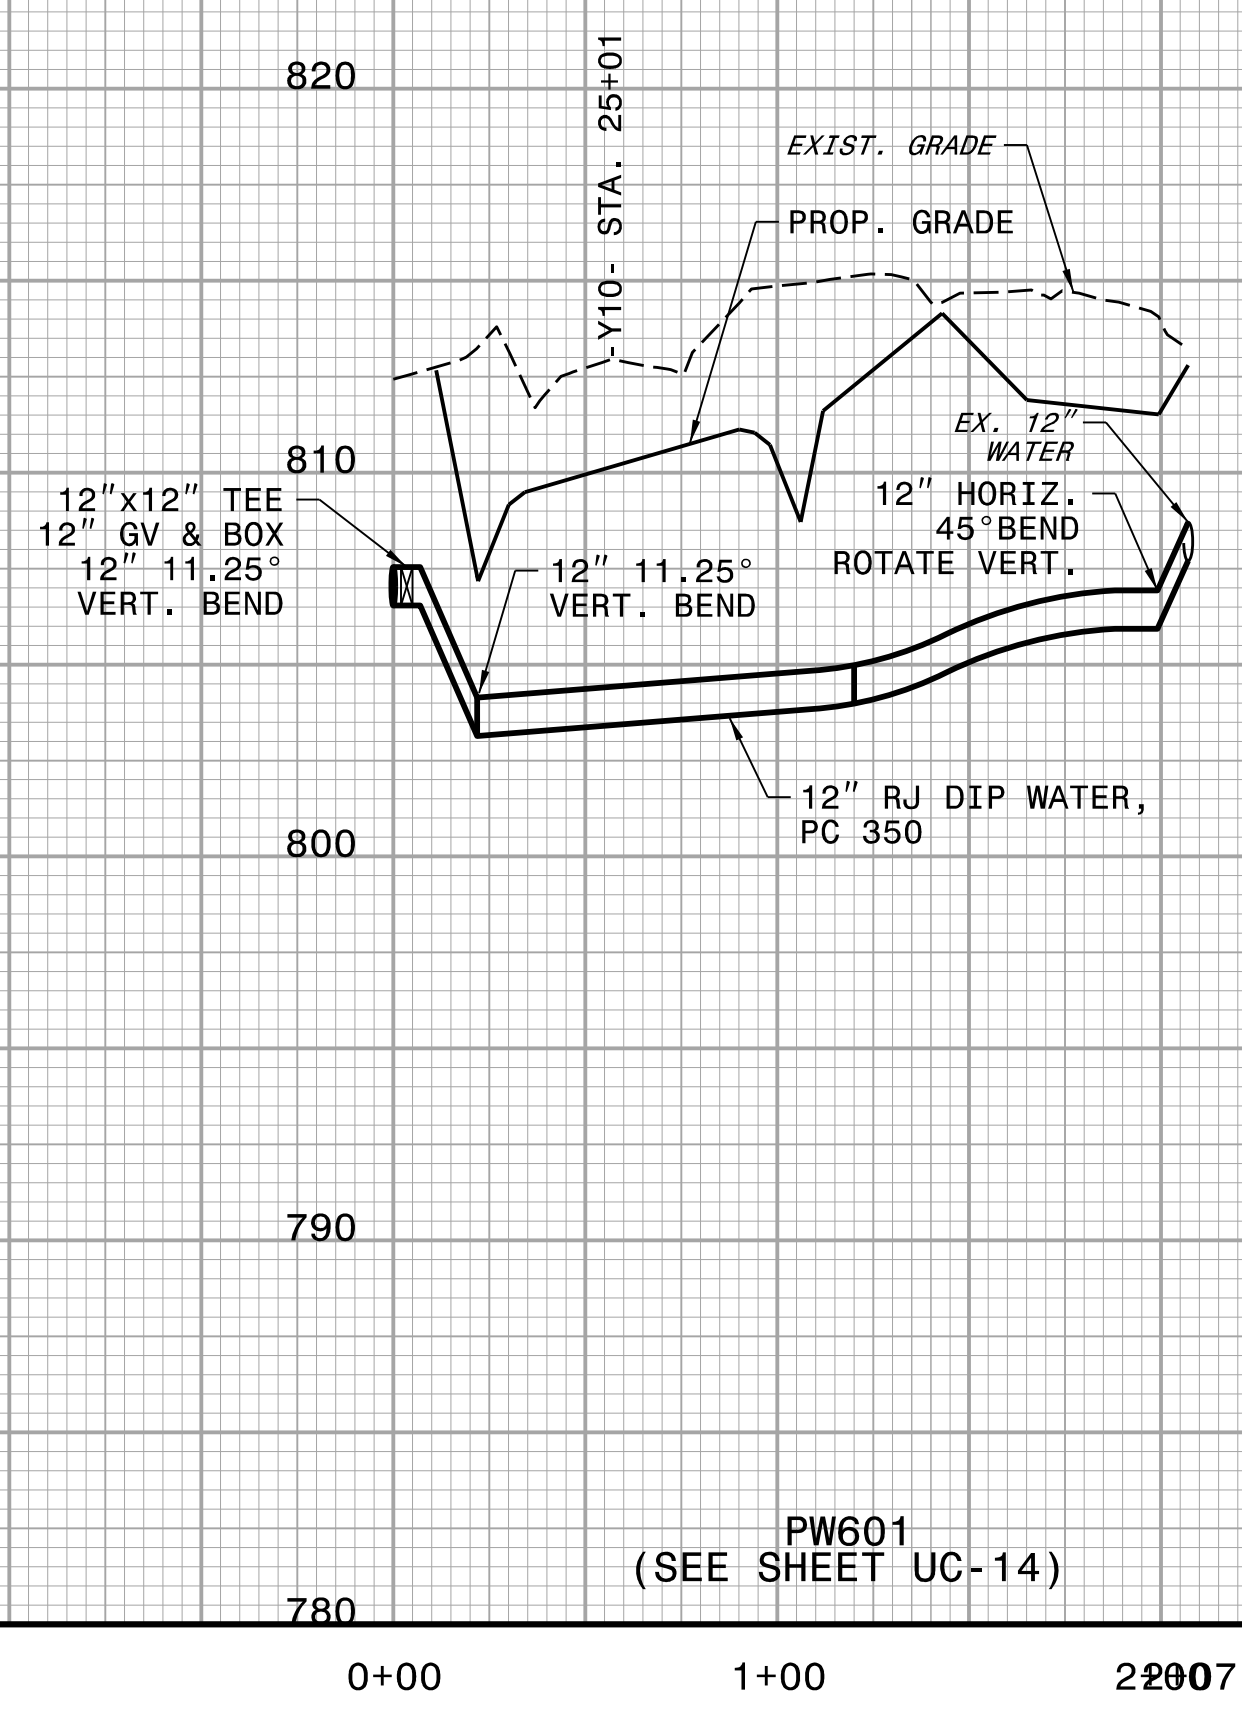 820
-Y10- STA. 25+01
EXIST. GRADE
PROP. GRADE
EX. 12"
WATER
810
12"x12" TEE
12" GV & BOX
12" 11.25°
VERT. BEND
12" 11.25°
VERT. BEND
12" HORIZ.
45°BEND
ROTATE VERT.
12" RJ DIP WATER,
PC 350
800
790
PW601
(SEE SHEET UC-14)
780
0+00
1+00
2+07